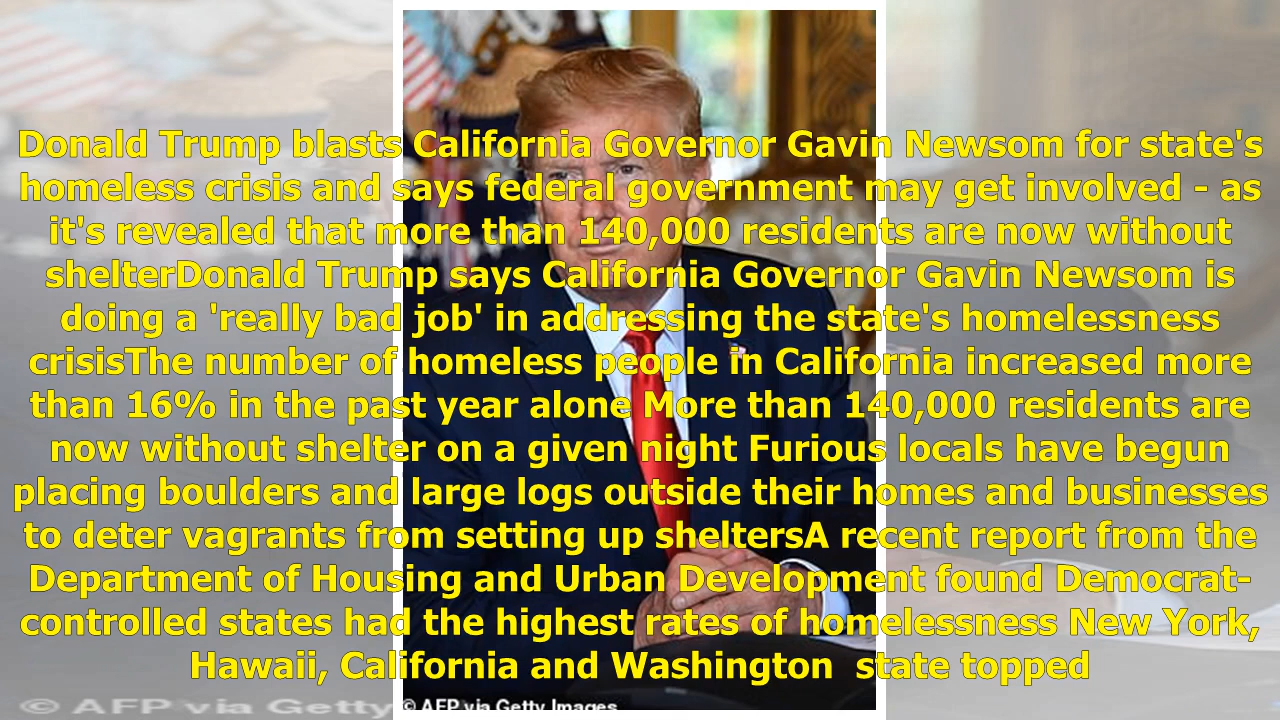 Donald Trump blasts California Governor Gavin Newsom for state's
homeless crisis and says federal government may get involved - as
it's revealed that more than 140,000 residents are now without
shelterDonald Trump says California Governor Gavin Newsom is
doing a 'really bad job' in addressing the state's homelessness
crisisThe number of homeless people in California increased more
than 16% in the past year alone More than 140,000 residents are
now without shelter on a given night Furious locals have begun
placing boulders and large logs outside their homes and businesses
to deter vagrants from setting up sheltersA recent report from the
Department of Housing and Urban Development found Democrat-
controlled states had the highest rates of homelessness New York,
Hawaii, California and Washington  state topped
© AFP via Getty
© AFP via Getty Images